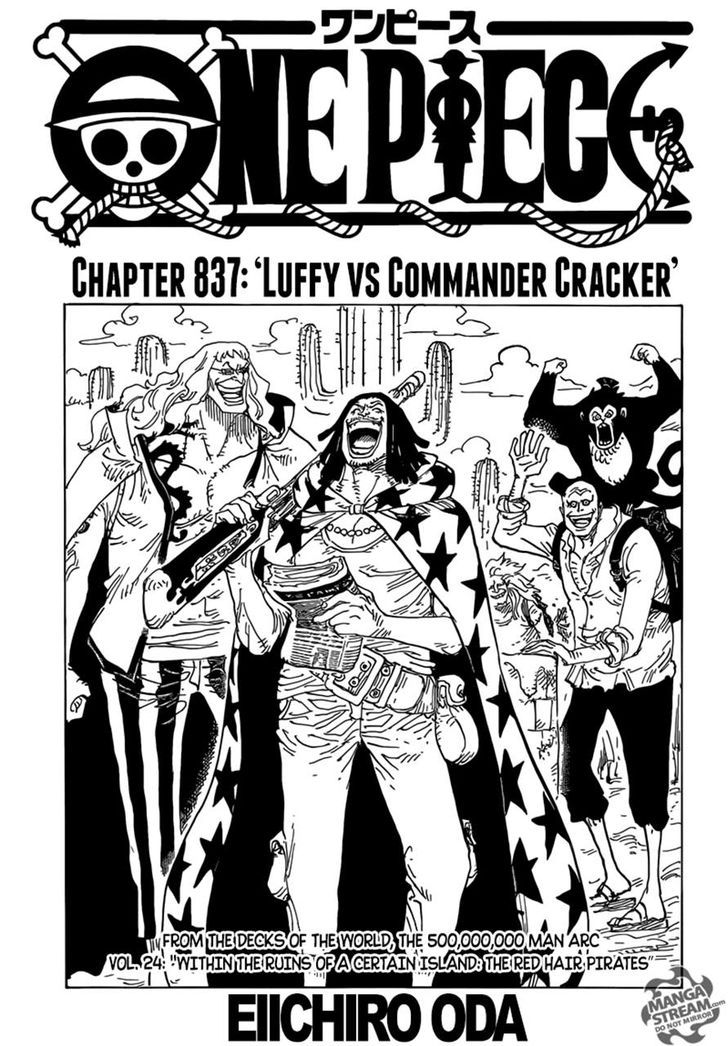 ワンピース
ONE PIECE
CHAPTER 837: ‘LUFFY VS COMMANDER CRACKER’
FROM THE DECKS OF THE WORLD, THE 500,000,000 MAN ARC
VOL. 24: "WITHIN THE RUINS OF A CERTAIN ISLAND: THE RED HAIR PIRATES"
EIICHIRO ODA
MANGA
STREAM.com
DO NOT MIRROR